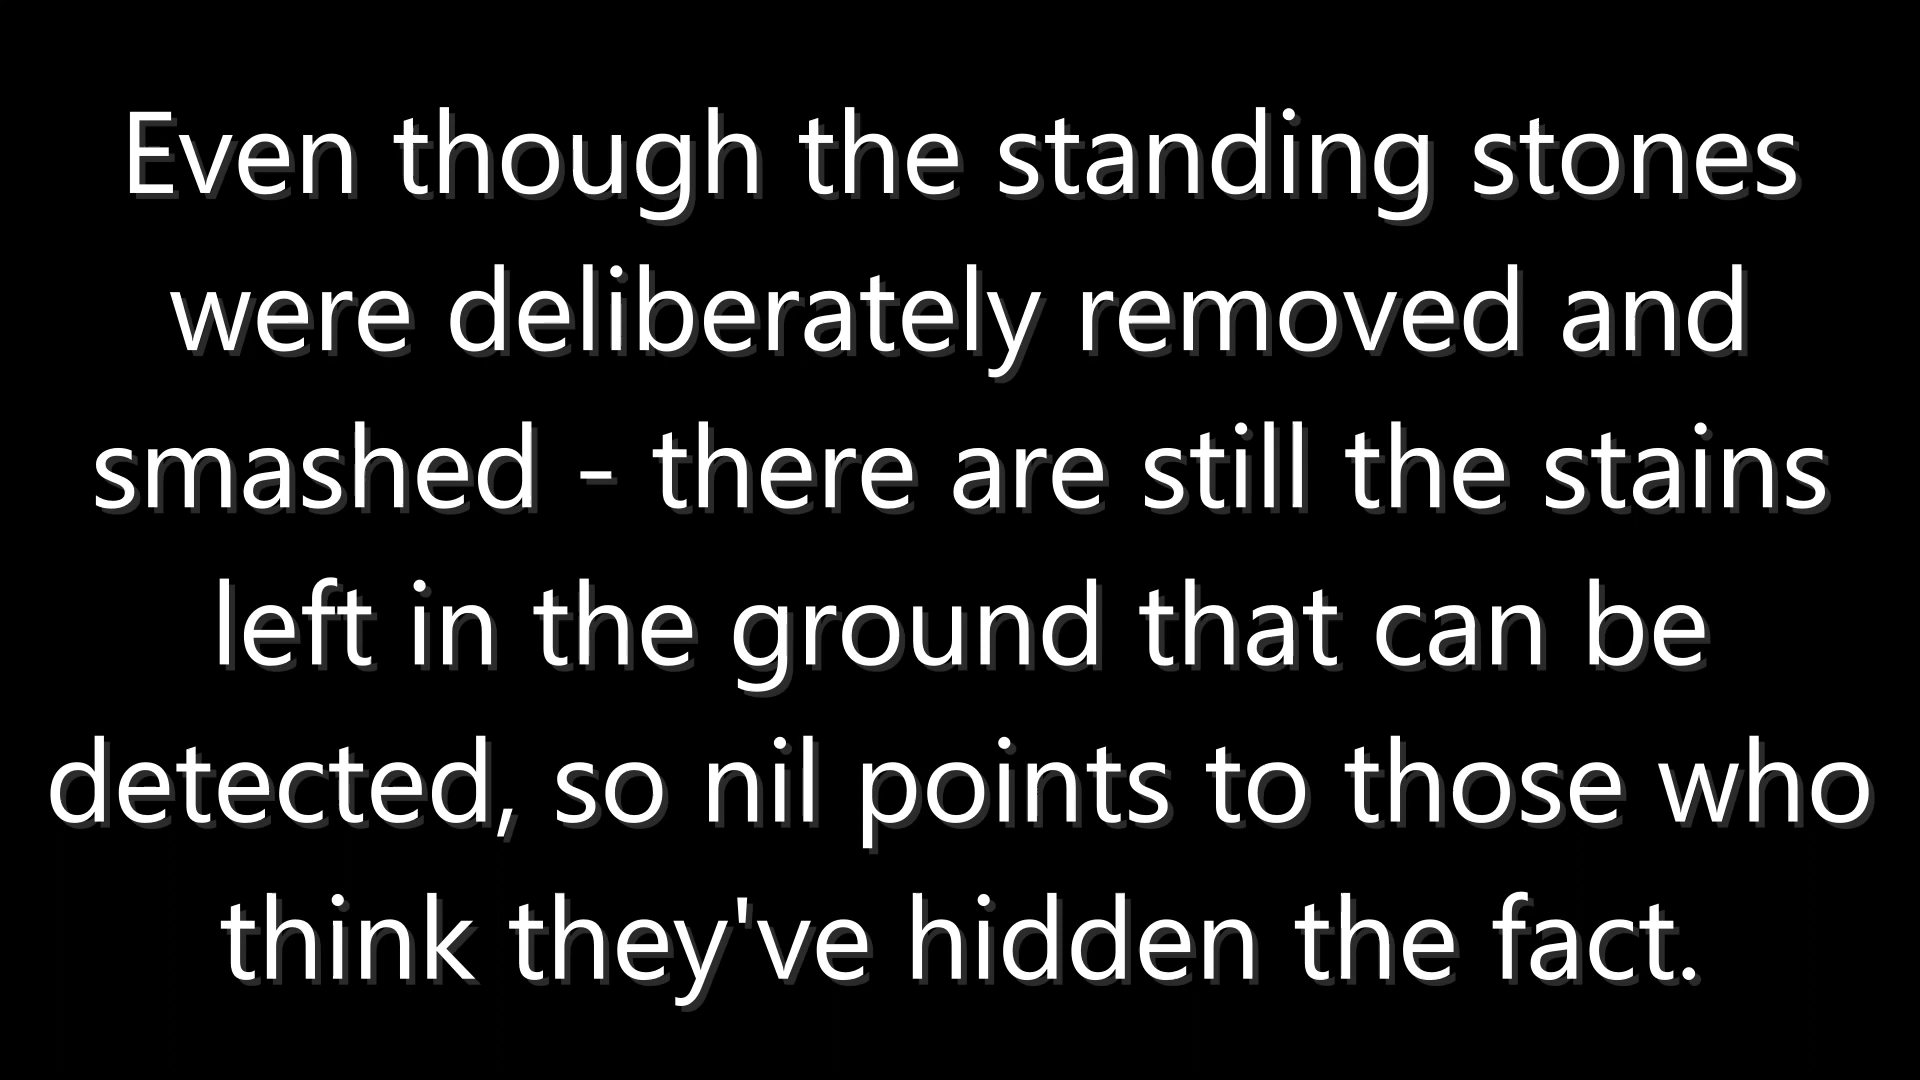 Even though the standing stones
were deliberately removed and
smashed - there are still the stains
left in the ground that can be
detected, so nil points to those who
think they've hidden the fact.